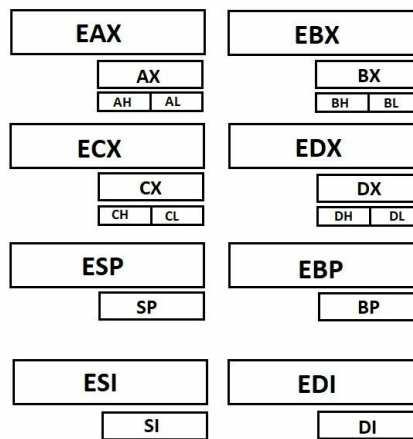 EAX EBX
AX BX
AH AL BH BL
ECX EDX
CX DX
CH CL DH DL
ESP EBP
SP BP
ESI EDI
SI DI